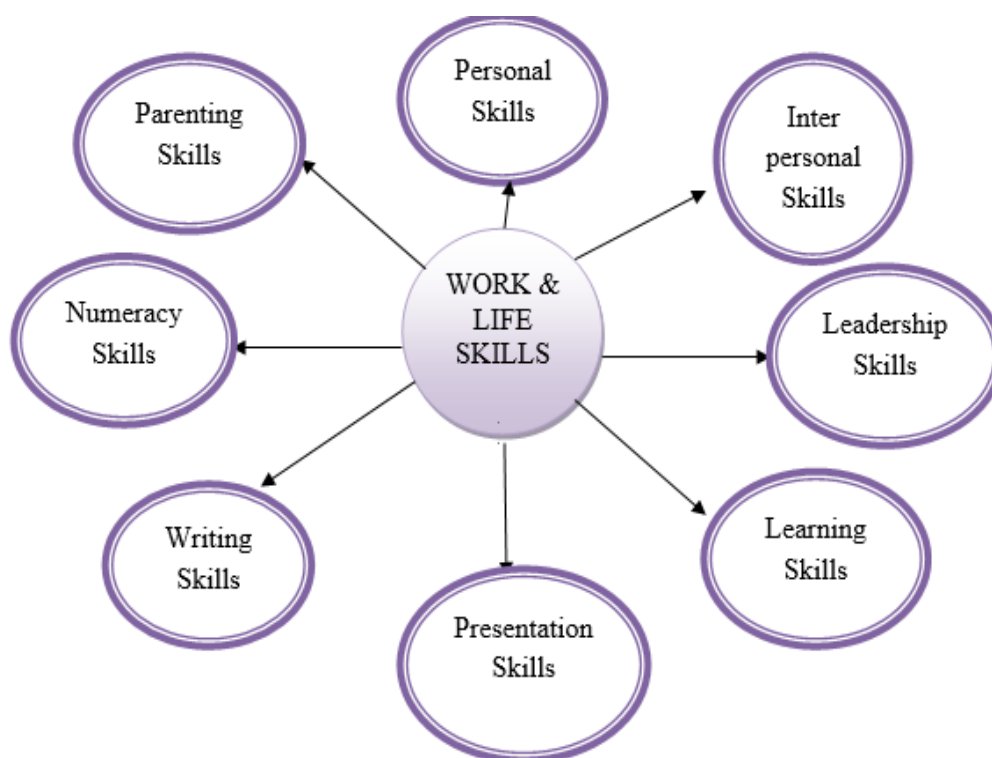 Personal
Skills
Parenting
Skills
Inter
personal
Skills
WORK &
LIFE
SKILLS
Numeracy
Skills
Leadership
Skills
Writing
Skills
Learning
Skills
Presentation
Skills